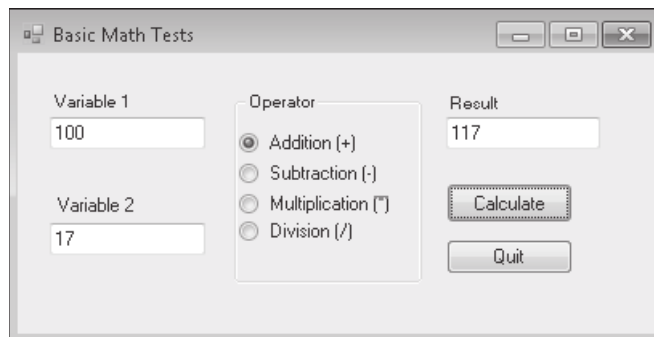 Basic Math Tests
Variable 1
100
Variable 2
17
Operator
Addition (+)
Subtraction (-)
Multiplication (*)
Division (/)
Result
117
Calculate
Quit